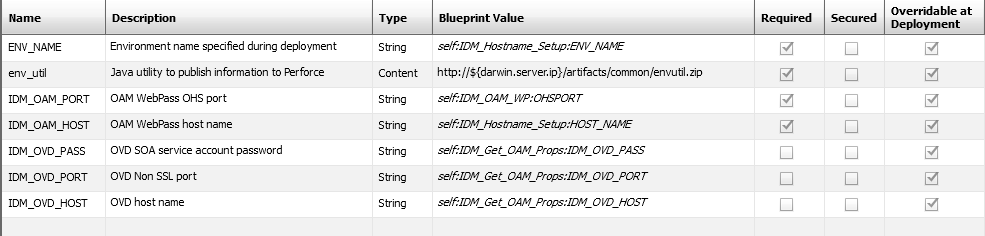 Name Description Type Blueprint Value Required Secured Overridable at Deployment
ENV_NAME Environment name specified during deployment String self:IDM_Hostname_Setup:ENV_NAME
env_util Java utility to publish information to Perforce Content http://${darwin.server.ip}/artifacts/common/envutil.zip
IDM_OAM_PORT OAM WebPass OHS port String self:IDM_OAM_WP:OHSPORT
IDM_OAM_HOST OAM WebPass host name String self:IDM_Hostname_Setup:HOST_NAME
IDM_OVD_PASS OVD SOA service account password String self:IDM_Get_OAM_Props:IDM_OVD_PASS
IDM_OVD_PORT OVD Non SSL port String self:IDM_Get_OAM_Props:IDM_OVD_PORT
IDM_OVD_HOST OVD host name String self:IDM_Get_OAM_Props:IDM_OVD_HOST